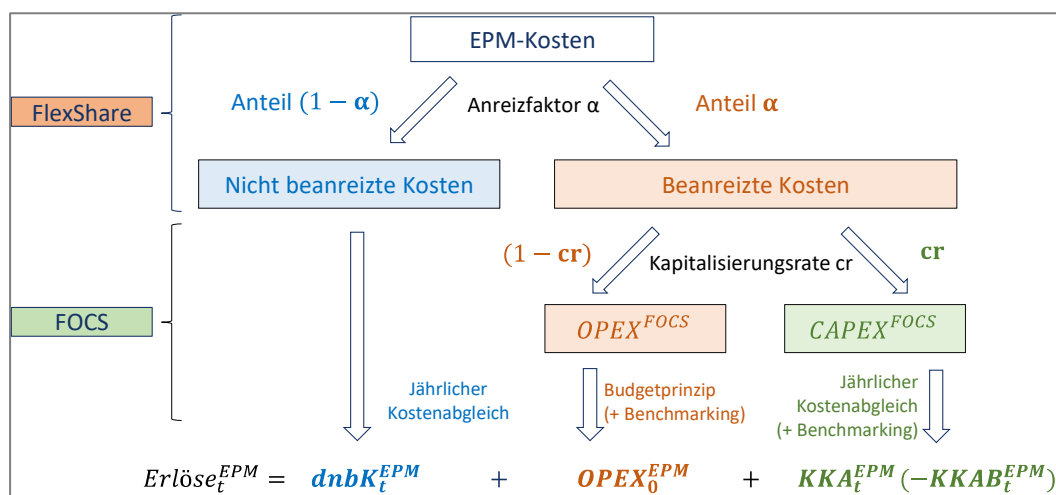 EPM-Kosten
FlexShare
Anteil (1 − α)
Anreizfaktor α
Anteil α
Nicht beanreizte Kosten
Beanreizte Kosten
FOCS
(1 − cr)
Kapitalisierungsrate cr
cr
OPEX^FOCS
CAPEX^FOCS
Jährlicher
Kostenabgleich
Budgetprinzip
(+ Benchmarking)
Jährlicher
Kostenabgleich
(+ Benchmarking)
Erlöse_t^EPM = dnbK_t^EPM + OPEX_0^EPM + KKA_t^EPM (−KKAB_t^EPM)